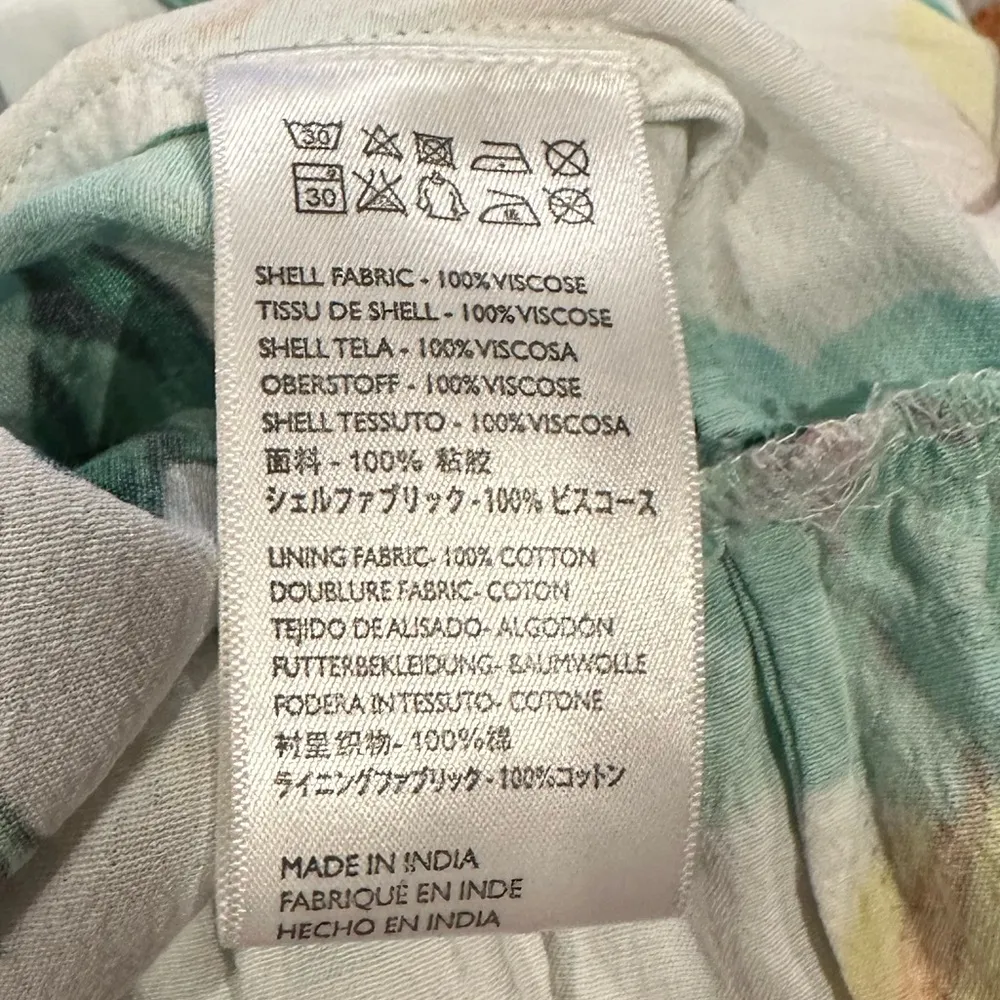 30
30
SHELL FABRIC - 100% VISCOSE
TISSU DE SHELL - 100% VISCOSE
SHELL TELA - 100% VISCOSA
OBERSTOFF - 100% VISCOSE
SHELL TESSUTO - 100% VISCOSA
面料 - 100% 粘胶
シェルファブリック-100% ビスコース
LINING FABRIC- 100% COTTON
DOUBLURE FABRIC- COTON
TEJIDO DE ALISADO- ALGODÓN
FUTTERBEKLEIDUNG- BAUMWOLLE
FODERA IN TESSUTO- COTONE
衬里织物- 100%棉
ライニングファブリック-100%コットン
MADE IN INDIA
FABRIQUÉ EN INDE
HECHO EN INDIA